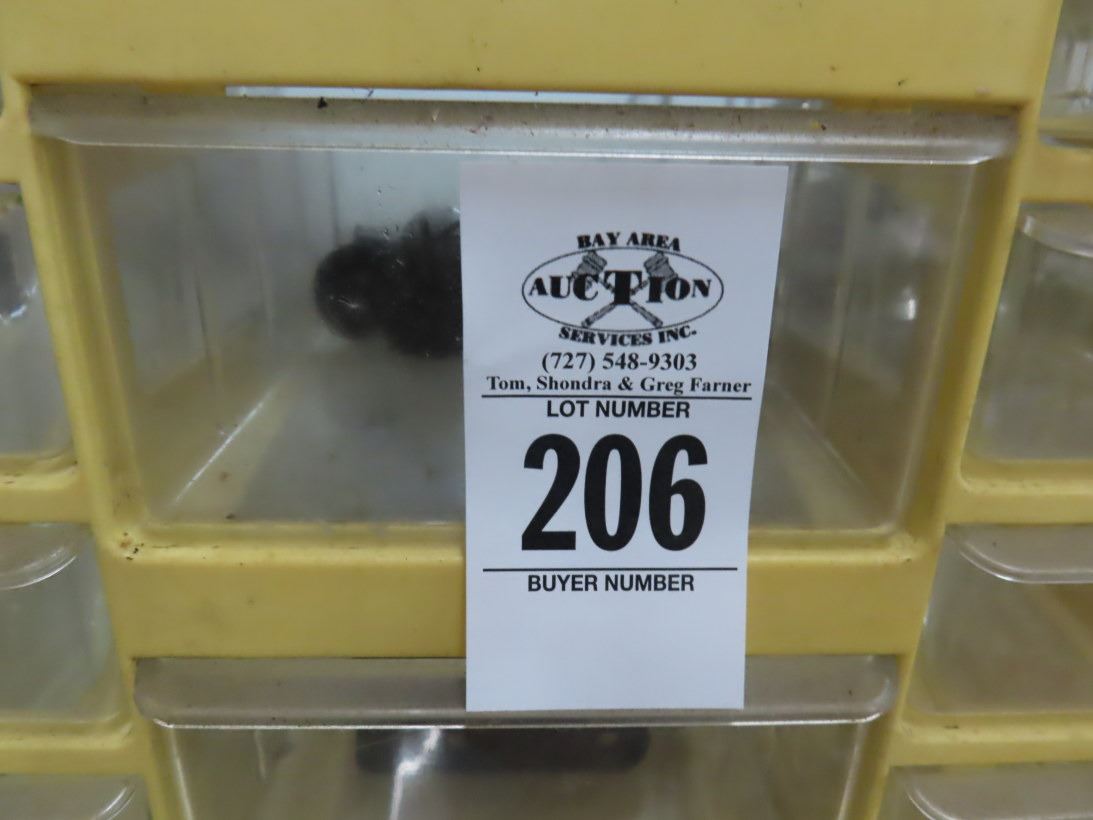 BAY AREA
AUCTION
SERVICES INC.
(727) 548-9303
Tom, Shondra & Greg Farner
LOT NUMBER
206
BUYER NUMBER